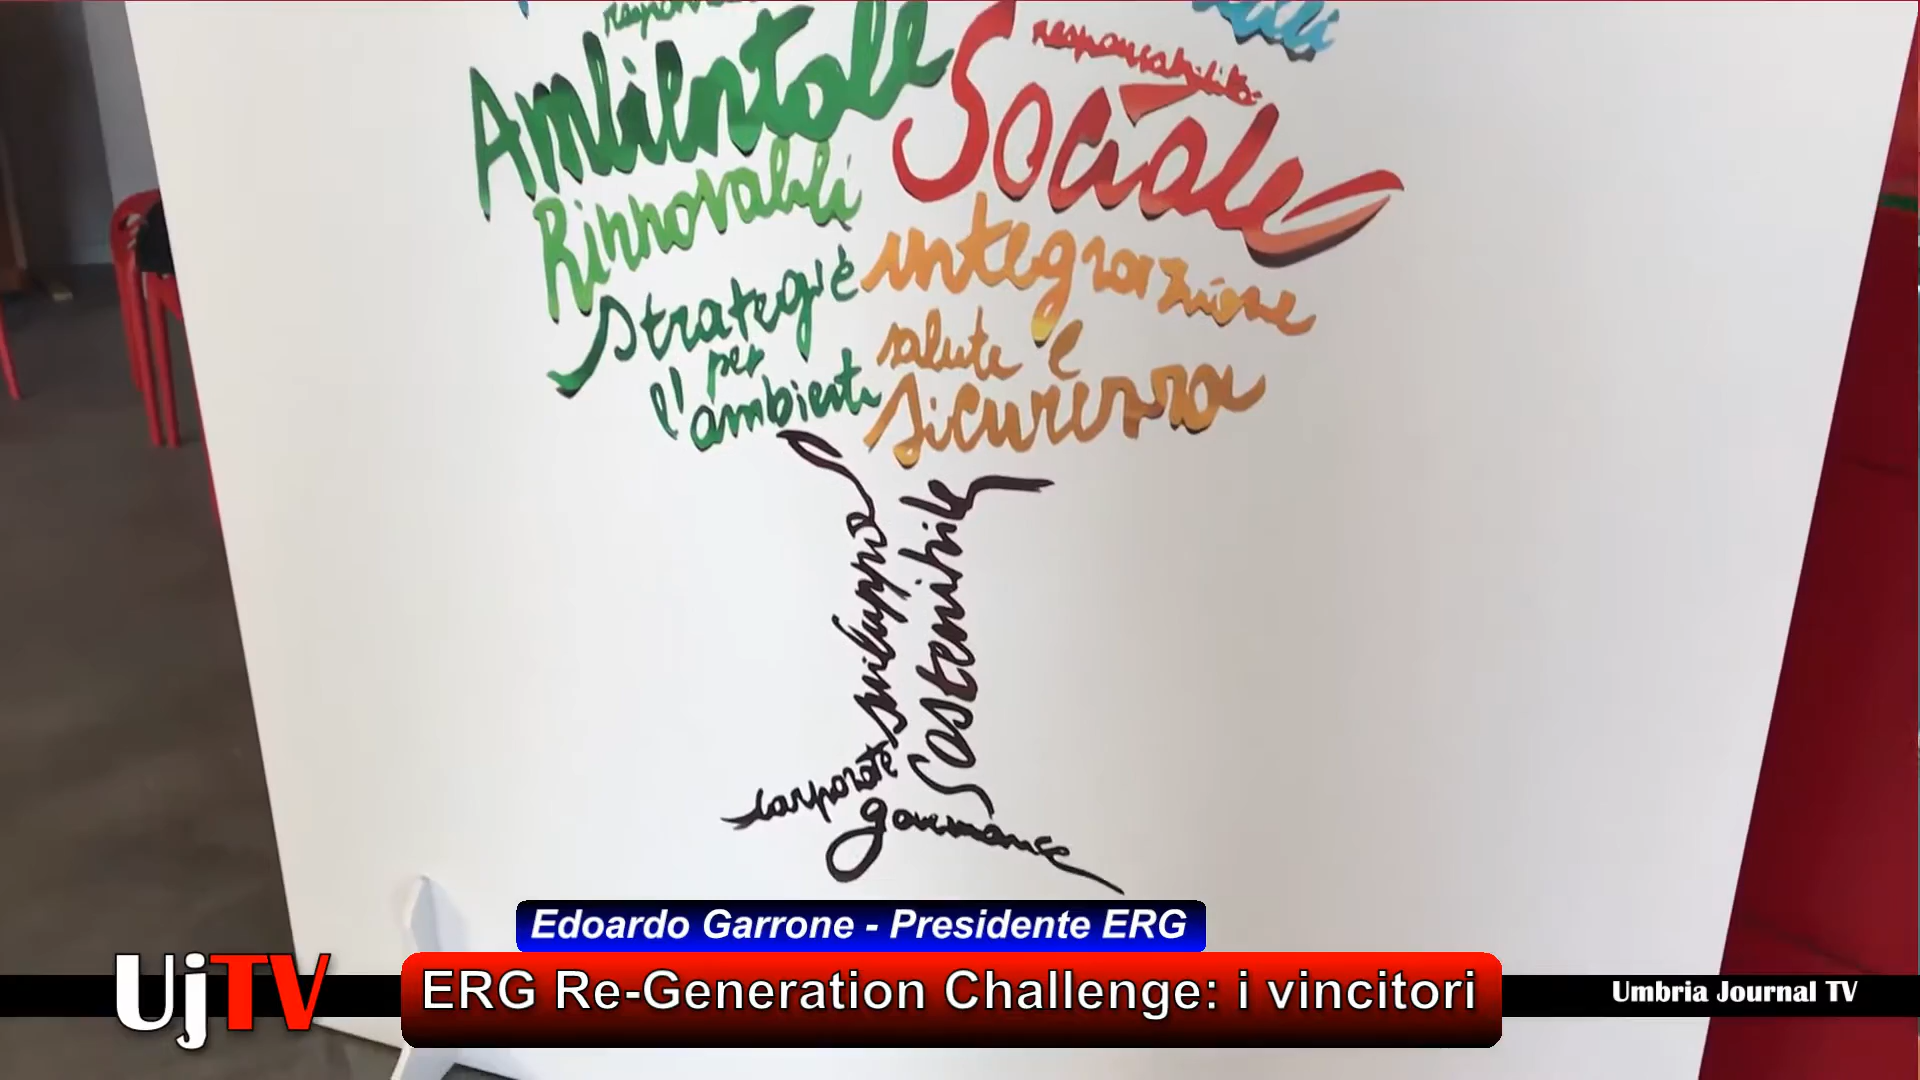 Ambientale
responsabilità
Sociale
Rinnovabili
integrazione
Strategie
per
l'ambiente
salute e
sicurezza
sviluppo
Sostenibile
corporate
governance
Edoardo Garrone - Presidente ERG
UjTV
ERG Re-Generation Challenge: i vincitori
Umbria Journal TV